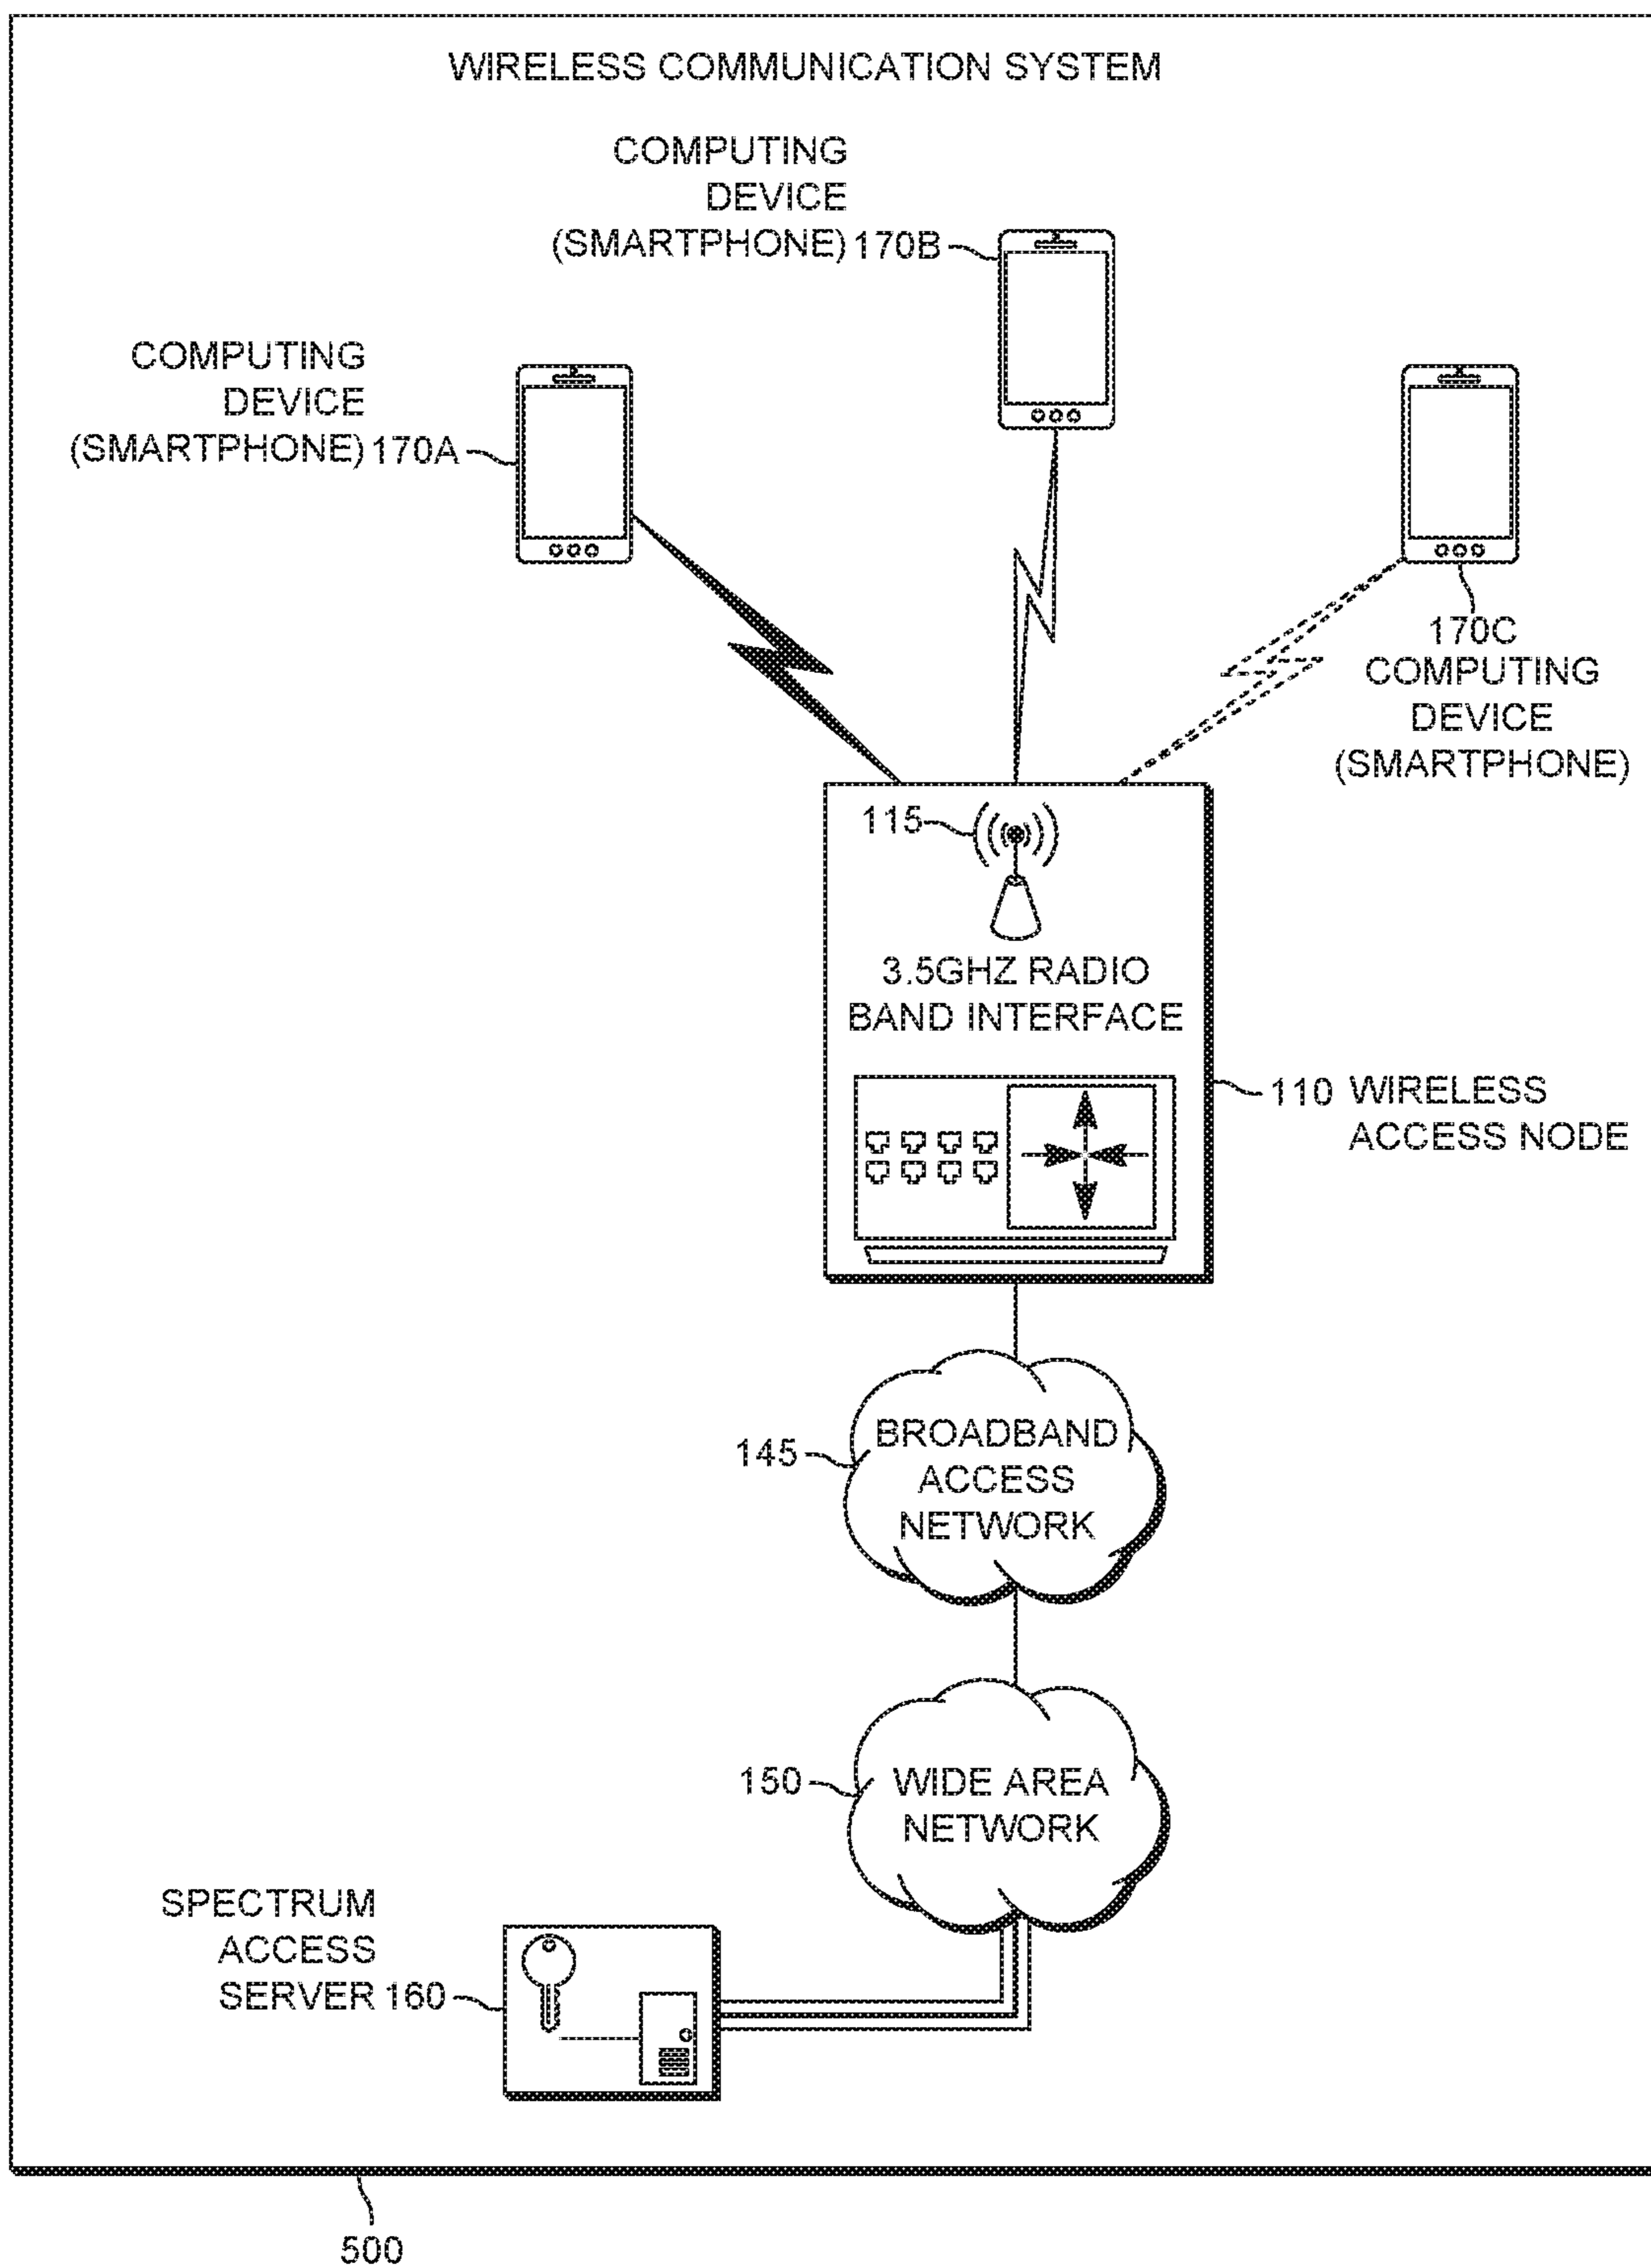 WIRELESS COMMUNICATION SYSTEM
COMPUTING
DEVICE
(SMARTPHONE) 170B
COMPUTING
DEVICE
(SMARTPHONE) 170A
170C
COMPUTING
DEVICE
(SMARTPHONE)
115
3.5GHZ RADIO
BAND INTERFACE
110 WIRELESS
ACCESS NODE
145
BROADBAND
ACCESS
NETWORK
150
WIDE AREA
NETWORK
SPECTRUM
ACCESS
SERVER 160
500